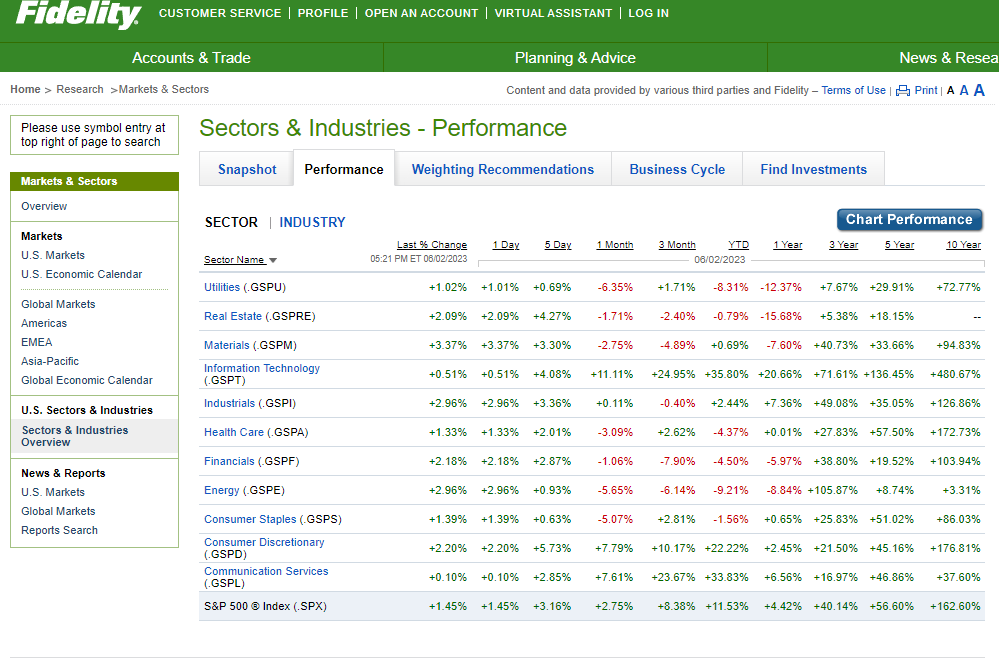 Fidelity.
CUSTOMER SERVICE | PROFILE | OPEN AN ACCOUNT | VIRTUAL ASSISTANT | LOG IN
Accounts & Trade Planning & Advice News & Resea
Home > Research >Markets & Sectors
Content and data provided by various third parties and Fidelity – Terms of Use | Print | A A A
Please use symbol entry at
top right of page to search
Markets & Sectors
Overview
Markets
U.S. Markets
U.S. Economic Calendar
Global Markets
Americas
EMEA
Asia-Pacific
Global Economic Calendar
U.S. Sectors & Industries
Sectors & Industries
Overview
News & Reports
U.S. Markets
Global Markets
Reports Search
Sectors & Industries - Performance
Snapshot Performance Weighting Recommendations Business Cycle Find Investments
SECTOR | INDUSTRY
Chart Performance
Last % Change 1 Day 5 Day 1 Month 3 Month YTD 1 Year 3 Year 5 Year 10 Year
Sector Name 05:21 PM ET 06/02/2023 06/02/2023
Utilities (.GSPU) +1.02% +1.01% +0.69% -6.35% +1.71% -8.31% -12.37% +7.67% +29.91% +72.77%
Real Estate (.GSPRE) +2.09% +2.09% +4.27% -1.71% -2.40% -0.79% -15.68% +5.38% +18.15% --
Materials (.GSPM) +3.37% +3.37% +3.30% -2.75% -4.89% +0.69% -7.60% +40.73% +33.66% +94.83%
Information Technology
(.GSPT) +0.51% +0.51% +4.08% +11.11% +24.95% +35.80% +20.66% +71.61% +136.45% +480.67%
Industrials (.GSPI) +2.96% +2.96% +3.36% +0.11% -0.40% +2.44% +7.36% +49.08% +35.05% +126.86%
Health Care (.GSPA) +1.33% +1.33% +2.01% -3.09% +2.62% -4.37% +0.01% +27.83% +57.50% +172.73%
Financials (.GSPF) +2.18% +2.18% +2.87% -1.06% -7.90% -4.50% -5.97% +38.80% +19.52% +103.94%
Energy (.GSPE) +2.96% +2.96% +0.93% -5.65% -6.14% -9.21% -8.84% +105.87% +8.74% +3.31%
Consumer Staples (.GSPS) +1.39% +1.39% +0.63% -5.07% +2.81% -1.56% +0.65% +25.83% +51.02% +86.03%
Consumer Discretionary
(.GSPD) +2.20% +2.20% +5.73% +7.79% +10.17% +22.22% +2.45% +21.50% +45.16% +176.81%
Communication Services
(.GSPL) +0.10% +0.10% +2.85% +7.61% +23.67% +33.83% +6.56% +16.97% +46.86% +37.60%
S&P 500 ® Index (.SPX) +1.45% +1.45% +3.16% +2.75% +8.38% +11.53% +4.42% +40.14% +56.60% +162.60%